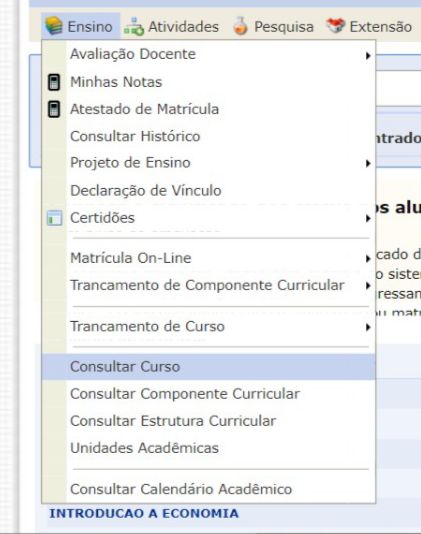 Ensino Atividades Pesquisa Extensão
Avaliação Docente
Minhas Notas
Atestado de Matrícula
Consultar Histórico
ntrado
Projeto de Ensino
Declaração de Vínculo
os alu
Certidões
Matrícula On-Line
cado d
o siste
Trancamento de Componente Curricular
ressan
Trancamento de Curso
Consultar Curso
Consultar Componente Curricular
Consultar Estrutura Curricular
Unidades Acadêmicas
Consultar Calendário Acadêmico
INTRODUCAO A ECONOMIA